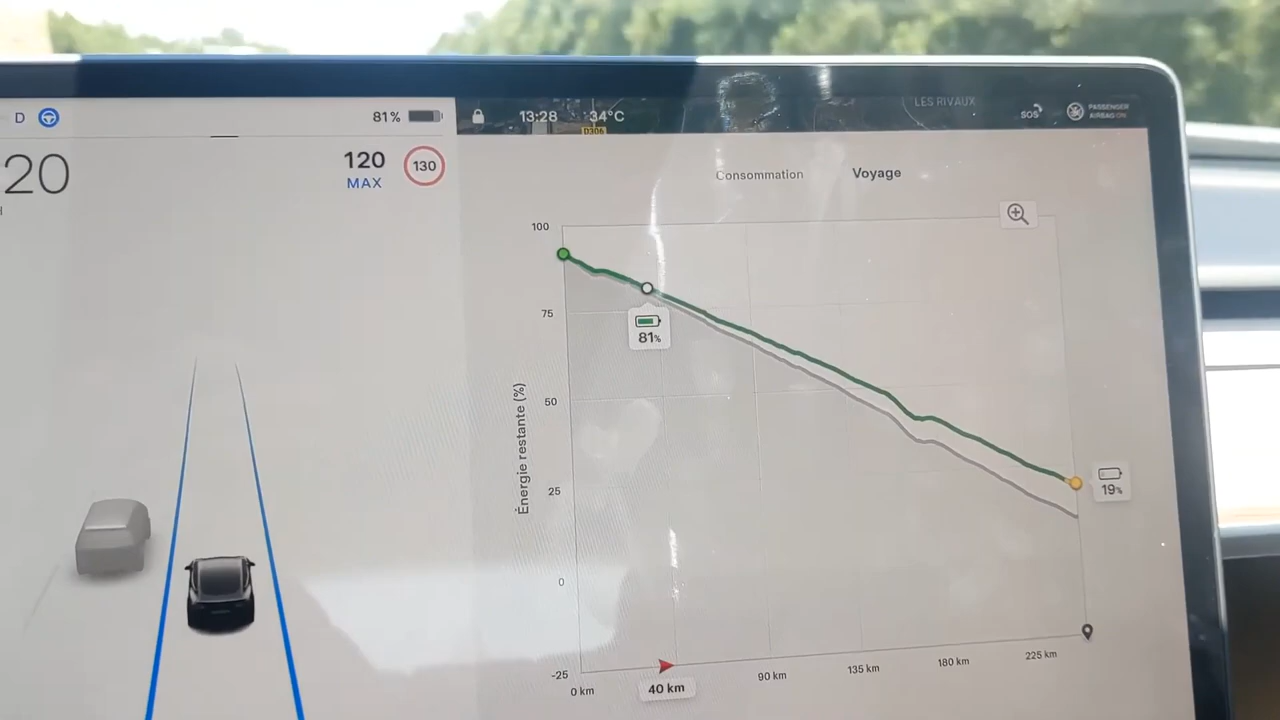 D
81%
13:28
34°C
D306
LES RIVAUX
SOS
PASSENGER
AIRBAG ON
20
120
MAX
130
Consommation
Voyage
100
75
50
25
0
-25
Énergie restante (%)
81%
19%
0 km
40 km
90 km
135 km
180 km
225 km